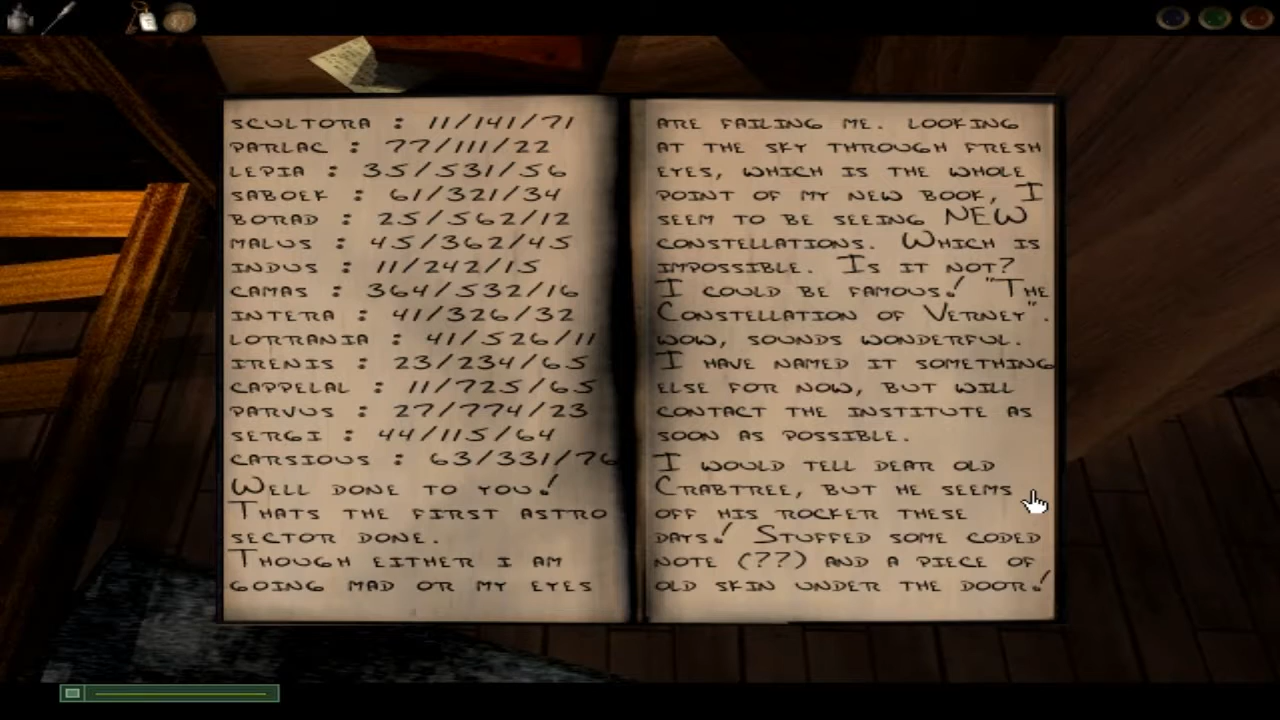 SCULTORA : 11/141/71
PARLAC : 77/111/22
LEPIA : 35/531/56
SABOEK : 61/321/34
BORAD : 25/562/12
MALUS : 45/362/45
INDUS : 11/242/15
CAMAS : 364/532/16
INTERA : 41/326/32
LORRANIA : 41/526/11
IRENIS : 23/234/65
CAPPELAL : 11/725/65
PARVUS : 27/774/23
SERGI : 44/115/64
CARSIOUS : 63/331/76
WELL DONE TO YOU!
THATS THE FIRST ASTRO
SECTOR DONE.
THOUGH EITHER I AM
GOING MAD OR MY EYES
ARE FAILING ME. LOOKING
AT THE SKY THROUGH FRESH
EYES, WHICH IS THE WHOLE
POINT OF MY NEW BOOK, I
SEEM TO BE SEEING NEW
CONSTELLATIONS. WHICH IS
IMPOSSIBLE. IS IT NOT?
I COULD BE FAMOUS! "THE
CONSTELLATION OF VERNEY".
WOW, SOUNDS WONDERFUL.
I HAVE NAMED IT SOMETHING
ELSE FOR NOW, BUT WILL
CONTACT THE INSTITUTE AS
SOON AS POSSIBLE.
I WOULD TELL DEAR OLD
CRABTREE, BUT HE SEEMS
OFF HIS ROCKER THESE
DAYS! STUFFED SOME CODED
NOTE (??) AND A PIECE OF
OLD SKIN UNDER THE DOOR!